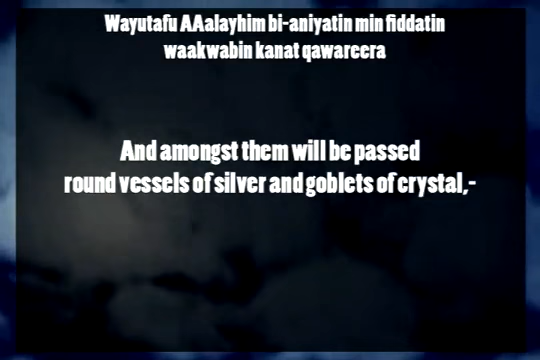 Wayutafu AAalayhim bi-aniyatin min fiddatin
waakwabin kanat qawareera
And amongst them will be passed
round vessels of silver and goblets of crystal,-